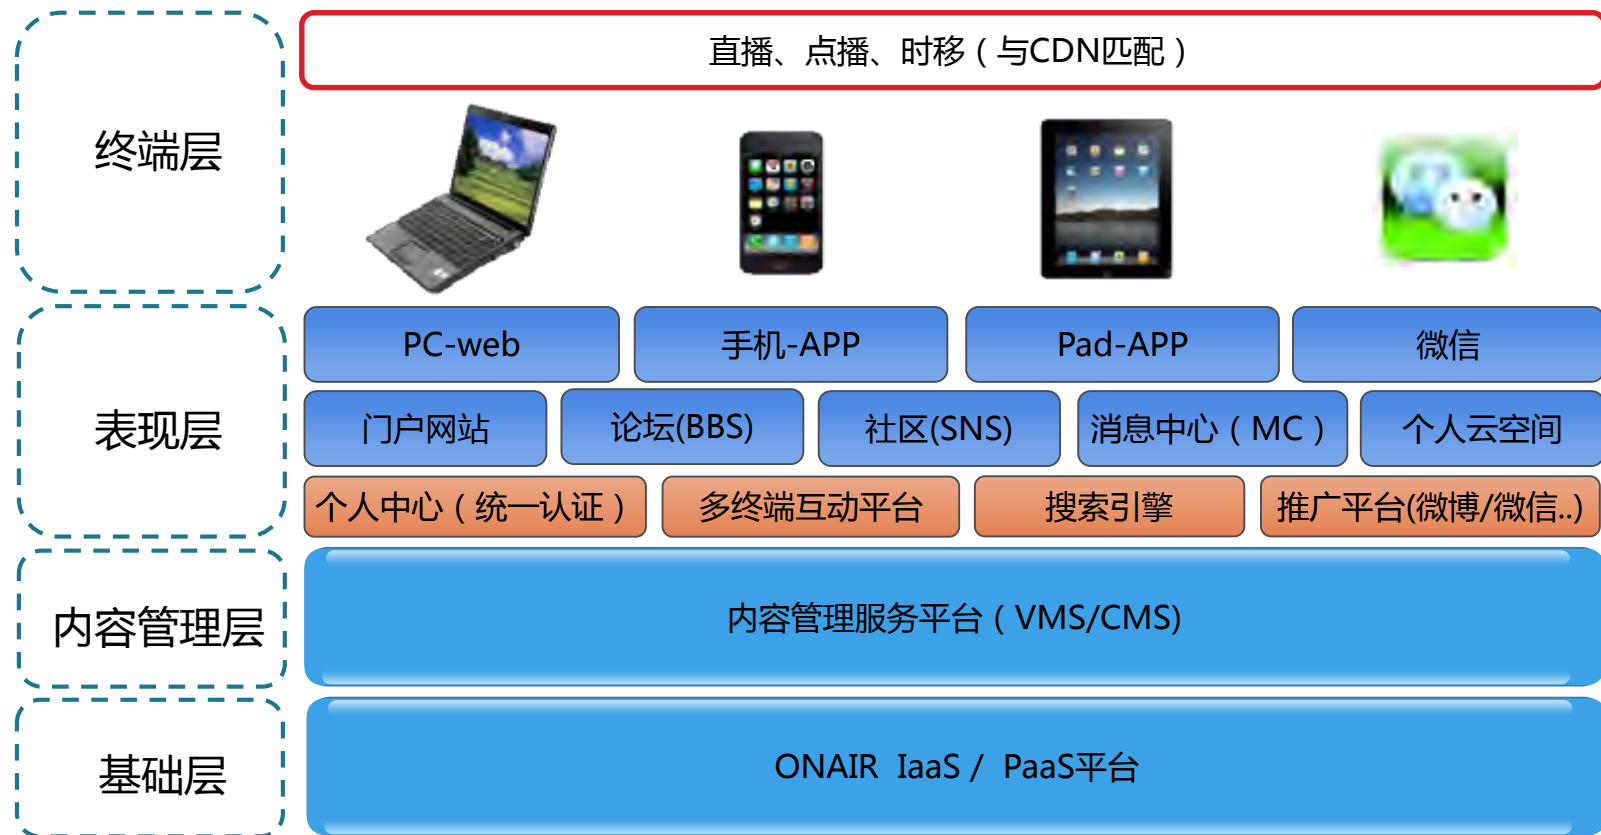 直播、点播、时移（与CDN匹配）
终端层
PC-web
手机-APP
Pad-APP
微信
表现层
门户网站
论坛(BBS)
社区(SNS)
消息中心（MC）
个人云空间
个人中心（统一认证）
多终端互动平台
搜索引擎
推广平台(微博/微信..)
内容管理层
内容管理服务平台（VMS/CMS)
基础层
ONAIR IaaS / PaaS平台